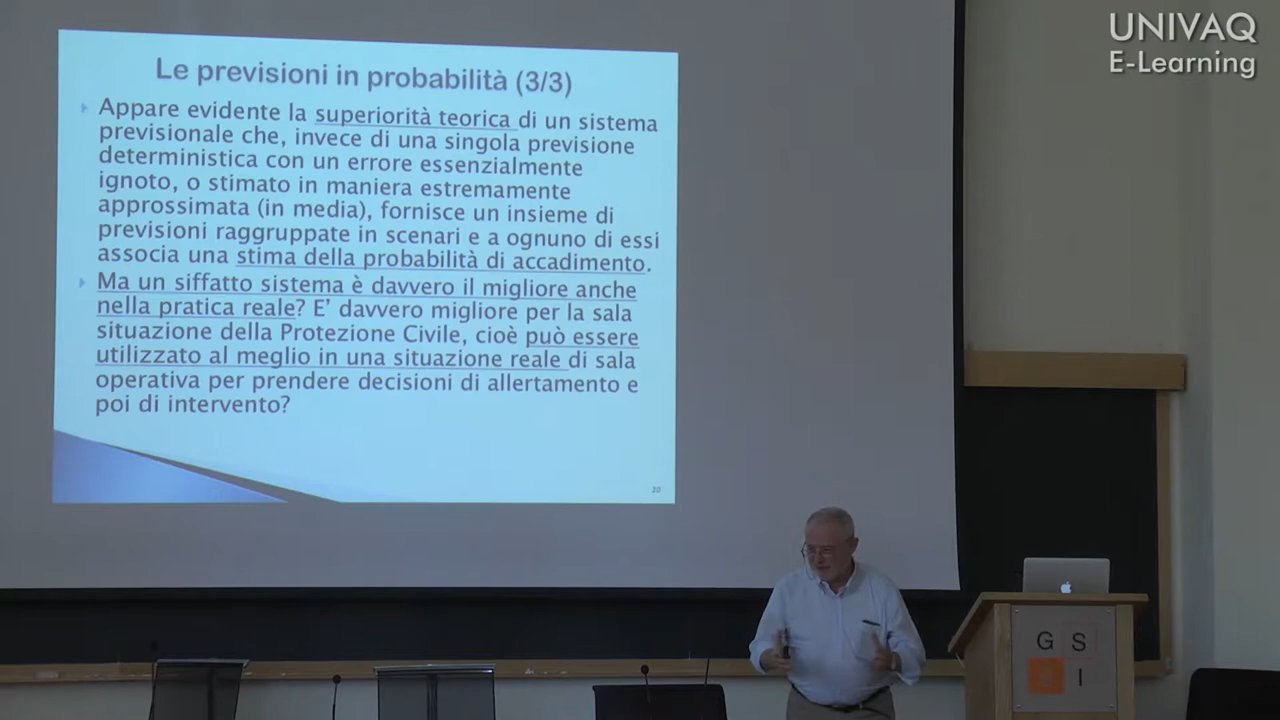 UNIVAQ
E-Learning
Le previsioni in probabilità (3/3)
Appare evidente la superiorità teorica di un sistema
previsionale che, invece di una singola previsione
deterministica con un errore essenzialmente
ignoto, o stimato in maniera estremamente
approssimata (in media), fornisce un insieme di
previsioni raggruppate in scenari e a ognuno di essi
associa una stima della probabilità di accadimento.
Ma un siffatto sistema è davvero il migliore anche
nella pratica reale? E' davvero migliore per la sala
situazione della Protezione Civile, cioè può essere
utilizzato al meglio in una situazione reale di sala
operativa per prendere decisioni di allertamento e
poi di intervento?
20
G S
S I